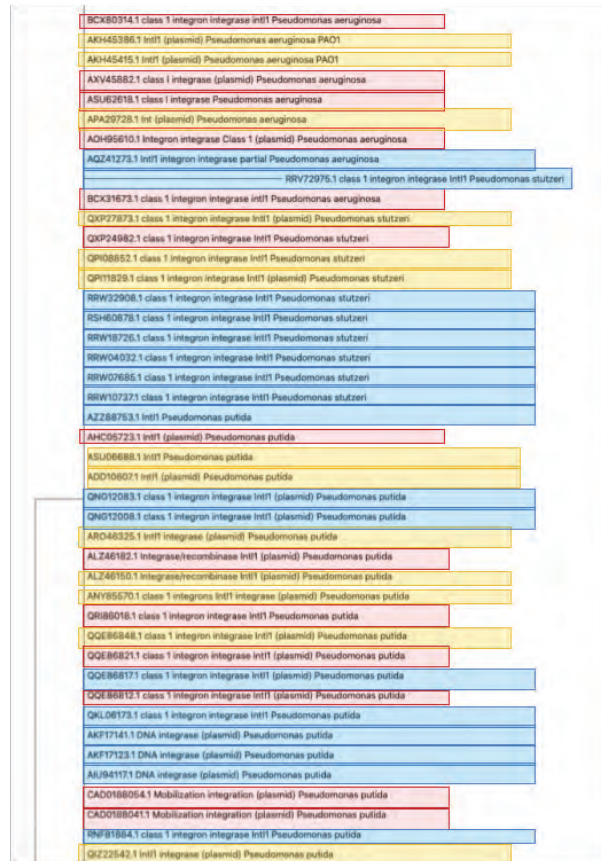 BCX80314.1 class 1 integron integrase intI1 Pseudomonas aeruginosa
AKH45386.1 IntI1 (plasmid) Pseudomonas aeruginosa PAO1
AKH45415.1 IntI1 (plasmid) Pseudomonas aeruginosa PAO1
AXV45882.1 class I integrase (plasmid) Pseudomonas aeruginosa
ASU62618.1 class I integrase Pseudomonas aeruginosa
APA29728.1 Int (plasmid) Pseudomonas aeruginosa
AOH95610.1 Integron integrase Class 1 (plasmid) Pseudomonas aeruginosa
AQZ41273.1 IntI1 integron integrase partial Pseudomonas aeruginosa
RRV72975.1 class 1 integron integrase IntI1 Pseudomonas stutzeri
BCX31673.1 class 1 integron integrase intI1 Pseudomonas aeruginosa
QXP27873.1 class 1 integron integrase IntI1 (plasmid) Pseudomonas stutzeri
QXP24982.1 class 1 integron integrase IntI1 Pseudomonas stutzeri
QPI08852.1 class 1 integron integrase IntI1 Pseudomonas stutzeri
QPI11829.1 class 1 integron integrase IntI1 (plasmid) Pseudomonas stutzeri
RRW32908.1 class 1 integron integrase IntI1 Pseudomonas stutzeri
RSH60878.1 class 1 integron integrase IntI1 Pseudomonas stutzeri
RRW18726.1 class 1 integron integrase IntI1 Pseudomonas stutzeri
RRW04032.1 class 1 integron integrase IntI1 Pseudomonas stutzeri
RRW07685.1 class 1 integron integrase IntI1 Pseudomonas stutzeri
RRW10737.1 class 1 integron integrase IntI1 Pseudomonas stutzeri
AZZ88753.1 IntI1 Pseudomonas putida
AHC05723.1 IntI1 (plasmid) Pseudomonas putida
ASU06688.1 IntI1 Pseudomonas putida
ADD10607.1 IntI1 (plasmid) Pseudomonas putida
QNG12083.1 class 1 integron integrase IntI1 Pseudomonas putida
QNG12008.1 class 1 integron integrase IntI1 Pseudomonas putida
ARO46325.1 IntI1 integrase (plasmid) Pseudomonas putida
ALZ46182.1 Integrase/recombinase IntI1 (plasmid) Pseudomonas putida
ALZ46150.1 Integrase/recombinase IntI1 (plasmid) Pseudomonas putida
ANY85570.1 class 1 integrons IntI1 integrase (plasmid) Pseudomonas putida
QRI86018.1 class 1 integron integrase IntI1 Pseudomonas putida
QQE86848.1 class 1 integron integrase IntI1 (plasmid) Pseudomonas putida
QQE86821.1 class 1 integron integrase IntI1 (plasmid) Pseudomonas putida
QQE86817.1 class 1 integron integrase IntI1 (plasmid) Pseudomonas putida
QQE86812.1 class 1 integron integrase IntI1 (plasmid) Pseudomonas putida
QKL06173.1 class 1 integron integrase IntI1 Pseudomonas putida
AKF17141.1 DNA integrase (plasmid) Pseudomonas putida
AKF17123.1 DNA integrase (plasmid) Pseudomonas putida
AIU94117.1 DNA integrase (plasmid) Pseudomonas putida
CAD0188054.1 Mobilization integration (plasmid) Pseudomonas putida
CAD0188041.1 Mobilization integration (plasmid) Pseudomonas putida
RNF81884.1 class 1 integron integrase IntI1 Pseudomonas putida
QIZ22542.1 IntI1 integrase (plasmid) Pseudomonas putida